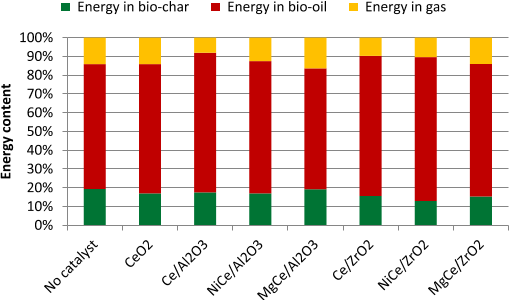 Energy in bio-char Energy in bio-oil Energy in gas
100%
90%
80%
70%
60%
50%
40%
30%
20%
10%
0%
Energy content
No catalyst
CeO2
Ce/Al2O3
NiCe/Al2O3
MgCe/Al2O3
Ce/ZrO2
NiCe/ZrO2
MgCe/ZrO2